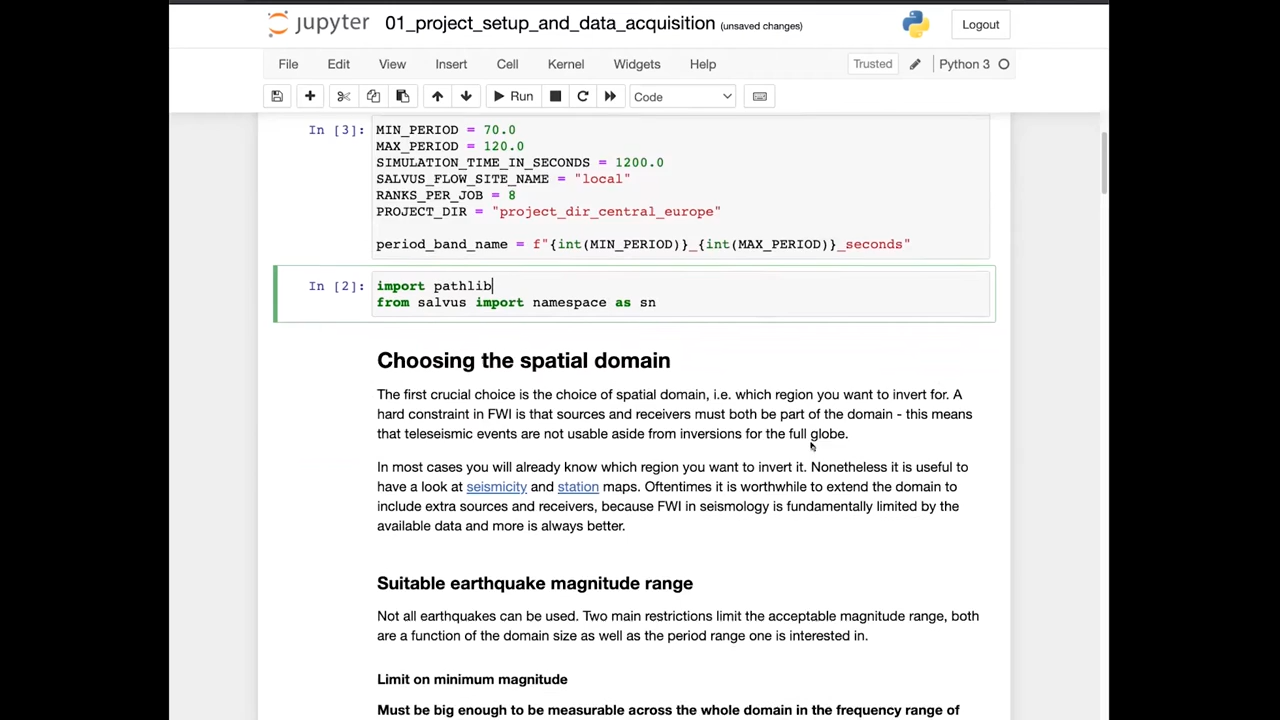 jupyter 01_project_setup_and_data_acquisition (unsaved changes) Logout
File Edit View Insert Cell Kernel Widgets Help Trusted Python 3
Run Code
In [3]: MIN_PERIOD = 70.0
MAX_PERIOD = 120.0
SIMULATION_TIME_IN_SECONDS = 1200.0
SALVUS_FLOW_SITE_NAME = "local"
RANKS_PER_JOB = 8
PROJECT_DIR = "project_dir_central_europe"
period_band_name = f"{int(MIN_PERIOD)}_{int(MAX_PERIOD)}_seconds"
In [2]: import pathlib
from salvus import namespace as sn
Choosing the spatial domain
The first crucial choice is the choice of spatial domain, i.e. which region you want to invert for. A
hard constraint in FWI is that sources and receivers must both be part of the domain - this means
that teleseismic events are not usable aside from inversions for the full globe.
In most cases you will already know which region you want to invert it. Nonetheless it is useful to
have a look at seismicity and station maps. Oftentimes it is worthwhile to extend the domain to
include extra sources and receivers, because FWI in seismology is fundamentally limited by the
available data and more is always better.
Suitable earthquake magnitude range
Not all earthquakes can be used. Two main restrictions limit the acceptable magnitude range, both
are a function of the domain size as well as the period range one is interested in.
Limit on minimum magnitude
Must be big enough to be measurable across the whole domain in the frequency range of